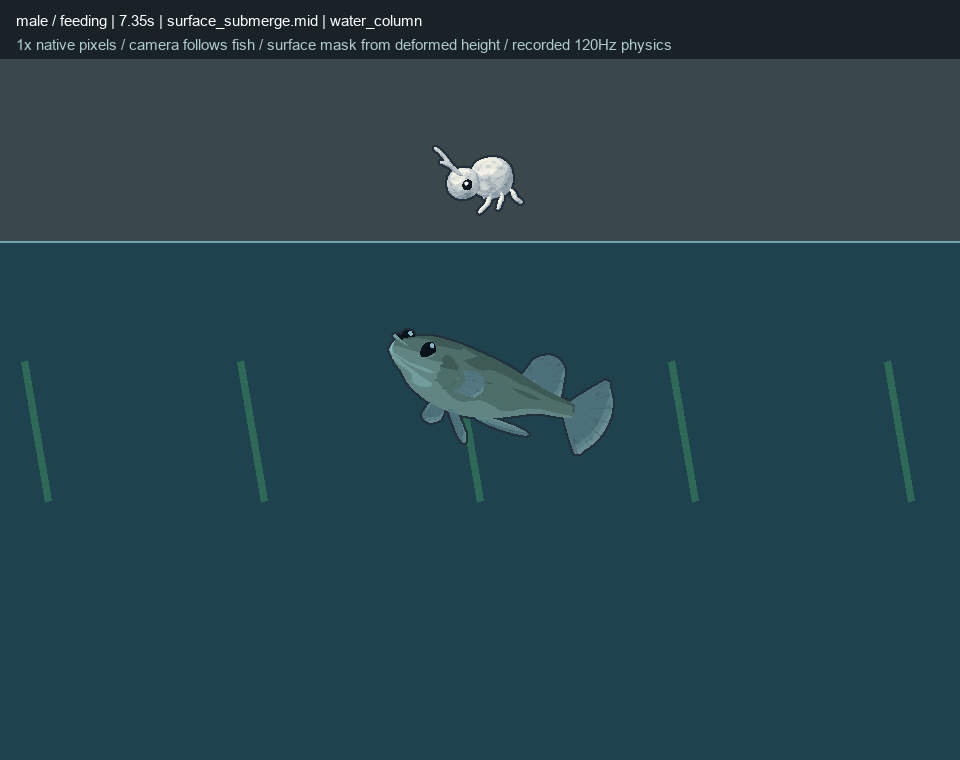 male / feeding | 7.35s | surface_submerge.mid | water_column
1x native pixels / camera follows fish / surface mask from deformed height / recorded 120Hz physics